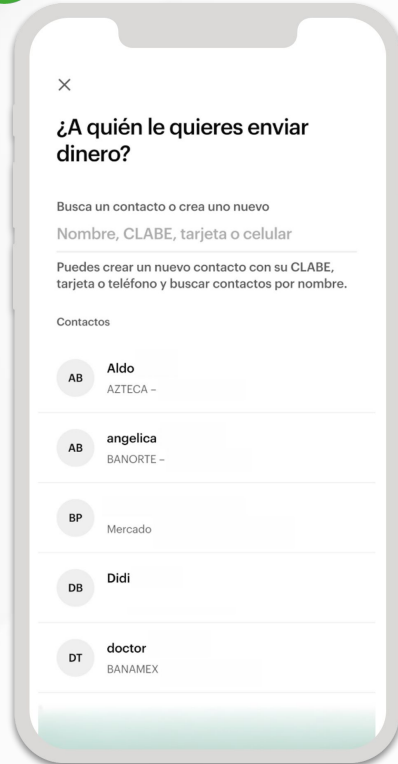 ¿A quién le quieres enviar
dinero?
Busca un contacto o crea uno nuevo
Nombre, CLABE, tarjeta o celular
Puedes crear un nuevo contacto con su CLABE,
tarjeta o teléfono y buscar contactos por nombre.
Contactos
AB
Aldo
AZTECA –
AB
angelica
BANORTE –
BP
Mercado
DB
Didi
DT
doctor
BANAMEX